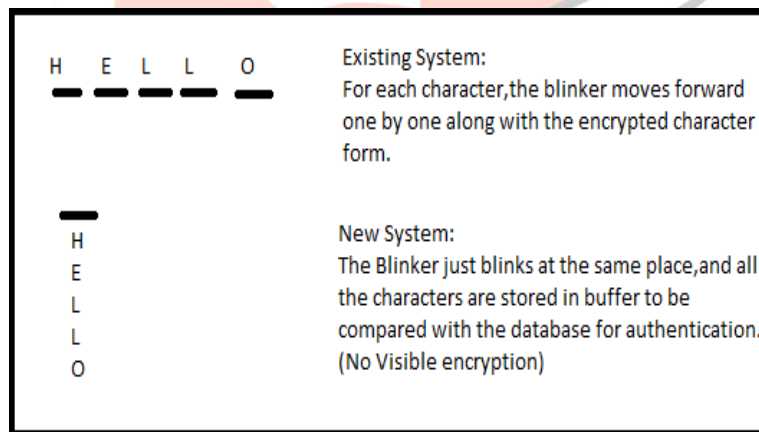 H E L L O
Existing System:
For each character,the blinker moves forward
one by one along with the encrypted character
form.
H
E
L
L
O
New System:
The Blinker just blinks at the same place,and all
the characters are stored in buffer to be
compared with the database for authentication.
(No Visible encryption)